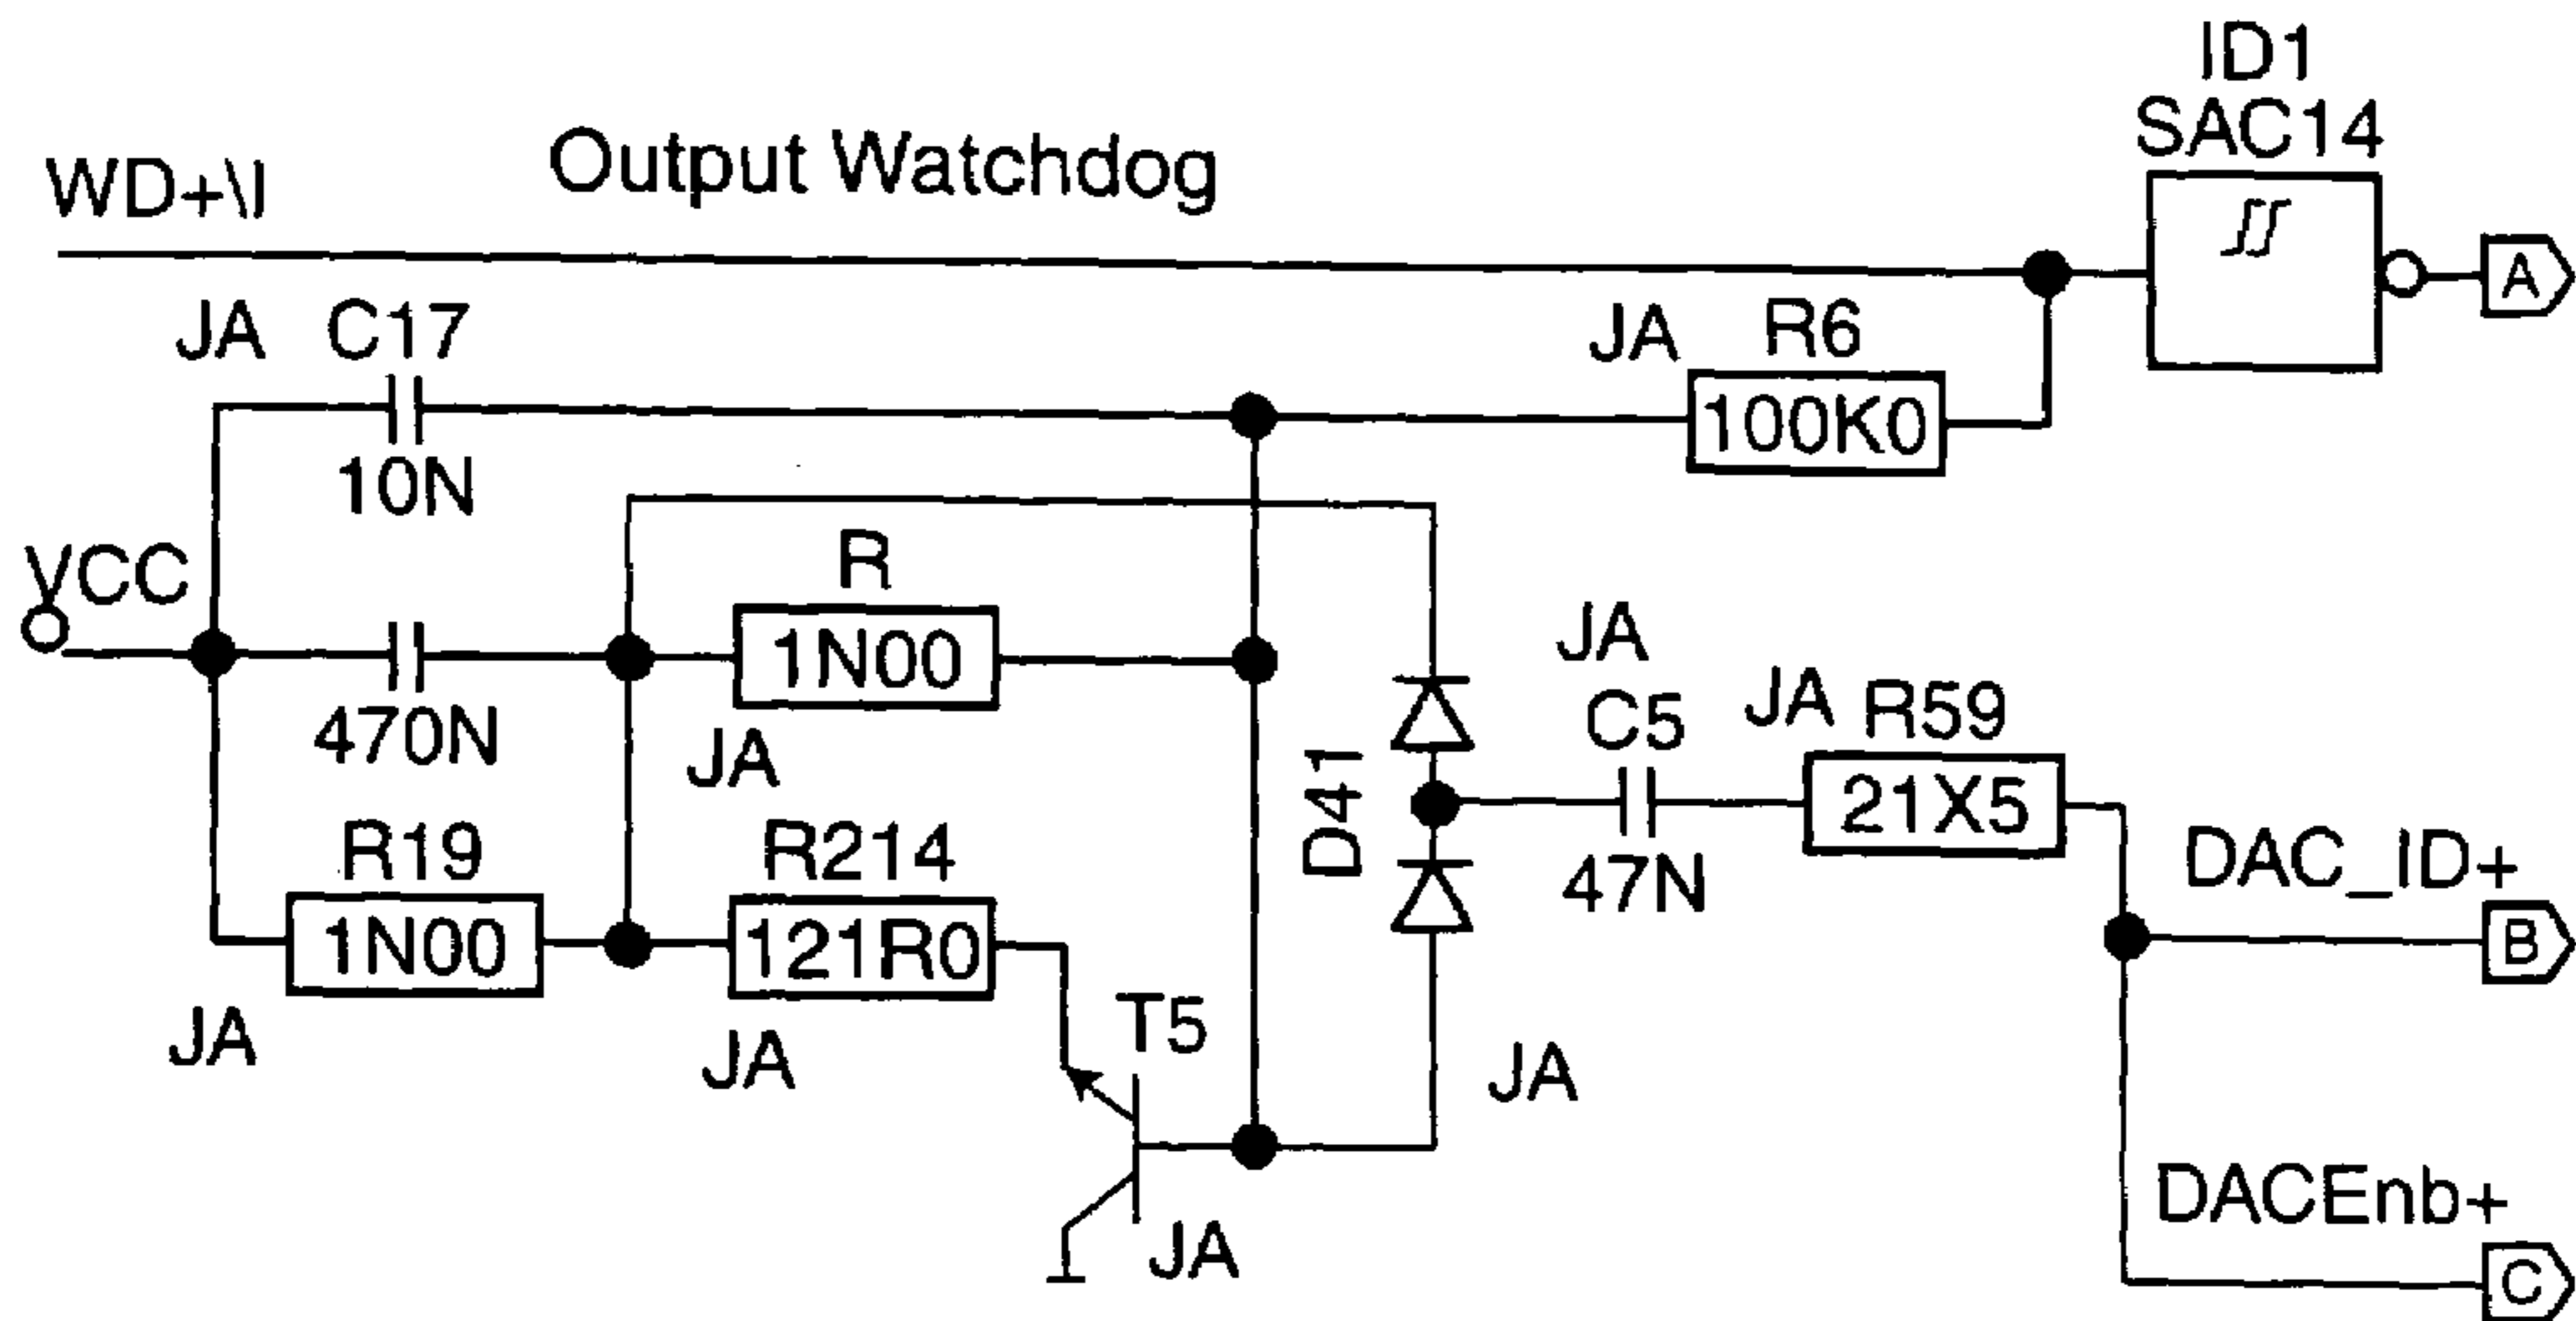 ID1
SAC14
Output Watchdog
WD+\I
A
JA C17
JA R6
100K0
10N
VCC
R
1N00
JA
470N
JA
C5
JA R59
D41
21X5
47N
R19
R214
DAC_ID+
1N00
121R0
B
T5
JA
JA
JA
DACEnb+
JA
C